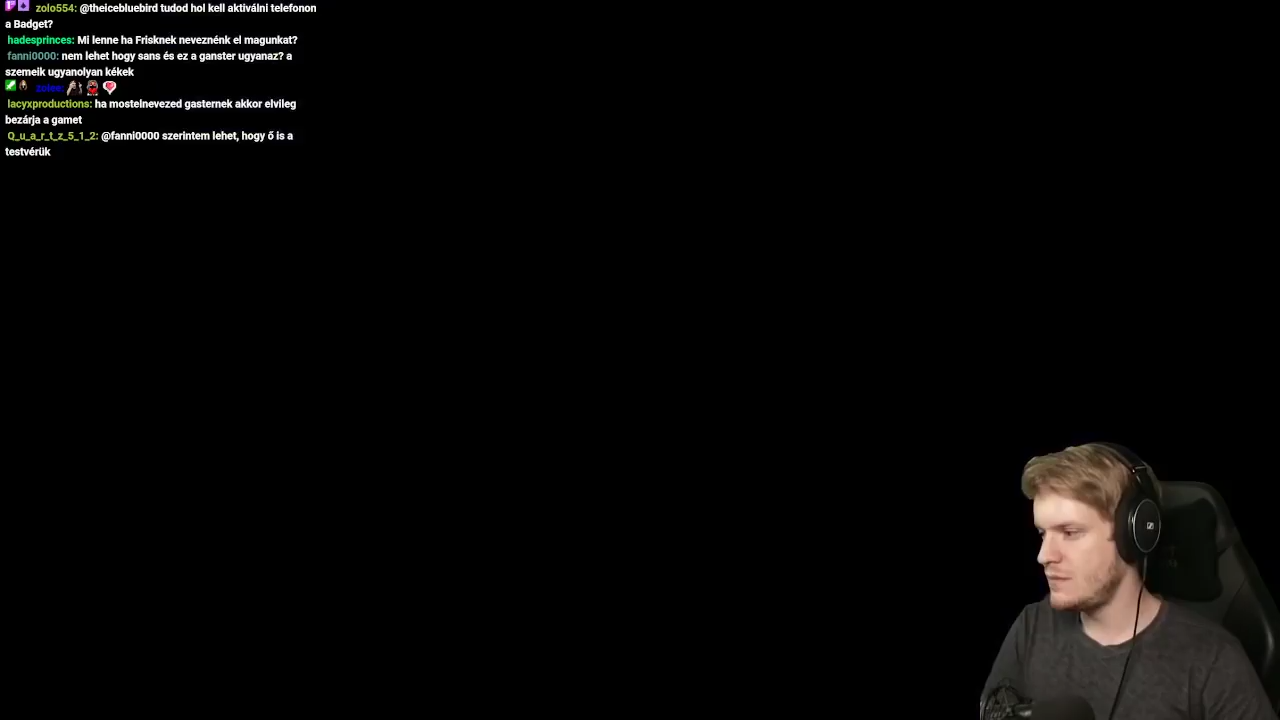 zolo554: @theicebluebird tudod hol kell aktiválni telefonon
a Badget?
hadesprinces: Mi lenne ha Frisknek neveznénk el magunkat?
fanni0000: nem lehet hogy sans és ez a ganster ugyanaz? a
szemeik ugyanolyan kékek
lacyxproductions: ha mostelnevezed gasternek akkor elvileg
bezárja a gamet
Q_u_a_r_t_z_5_1_2: @fanni0000 szerintem lehet, hogy ő is a
testvérük